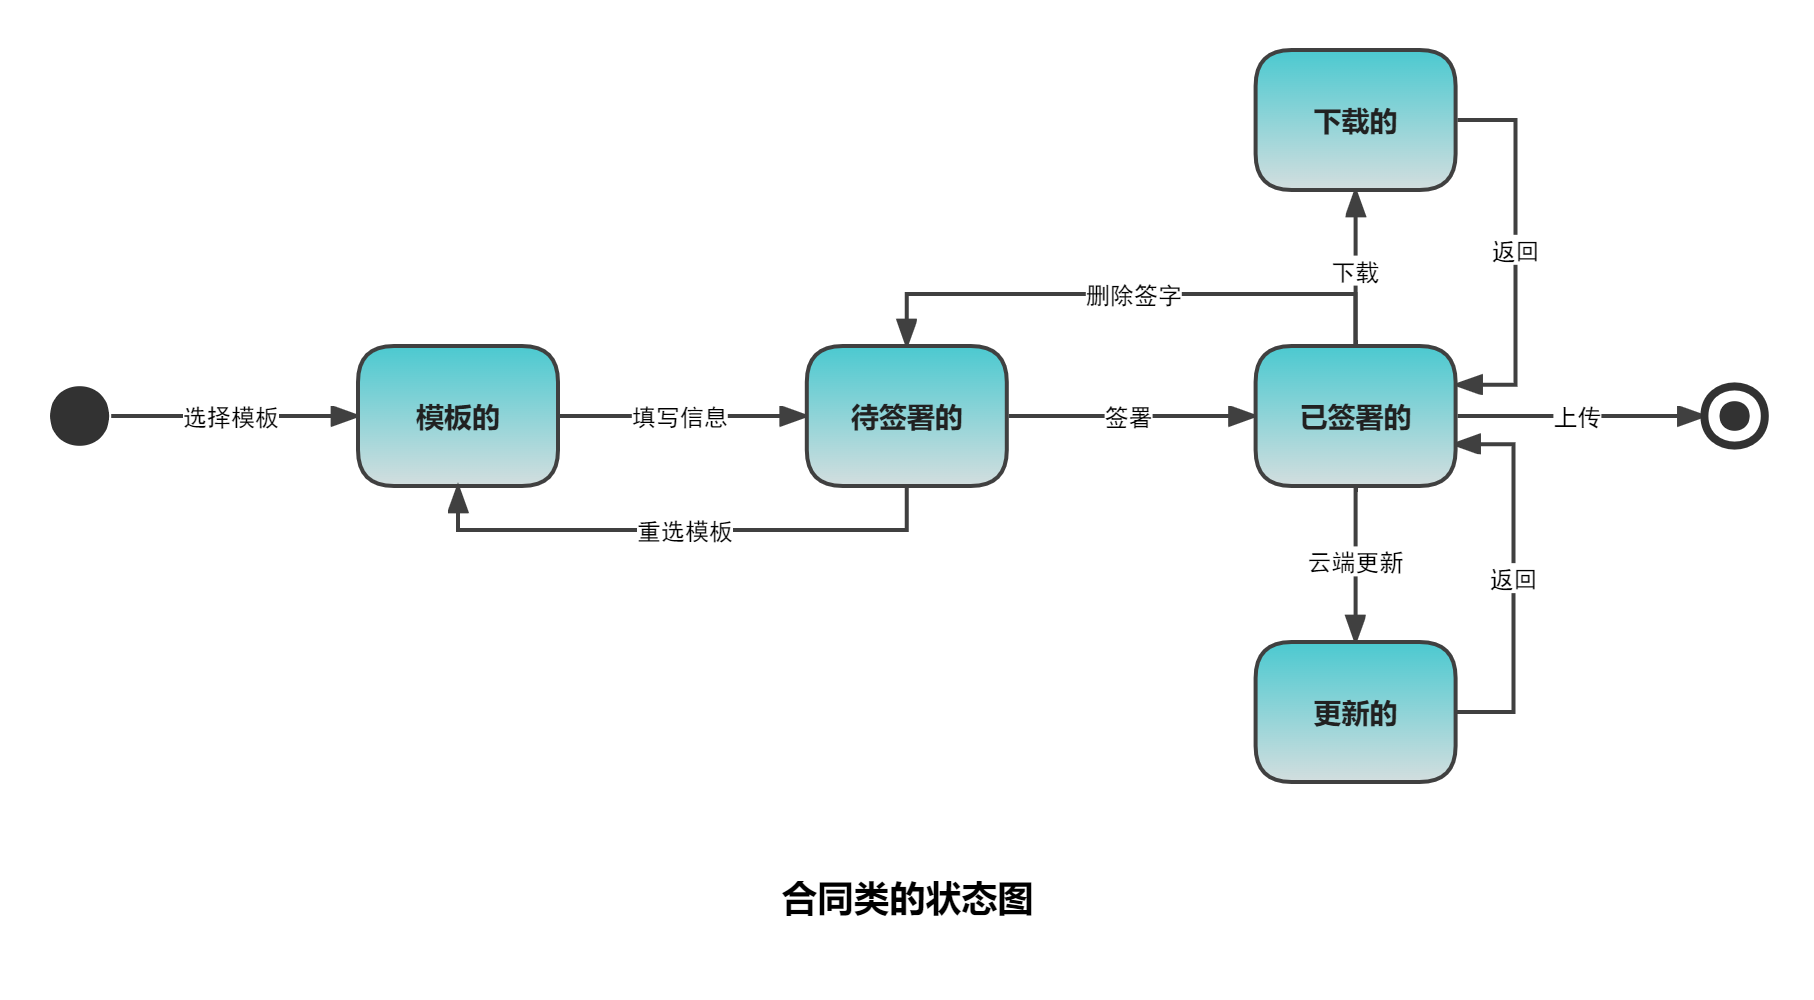 下载的
返回
下载
删除签字
选择模板
模板的
填写信息
待签署的
签署
已签署的
上传
重选模板
云端更新
返回
更新的
合同类的状态图